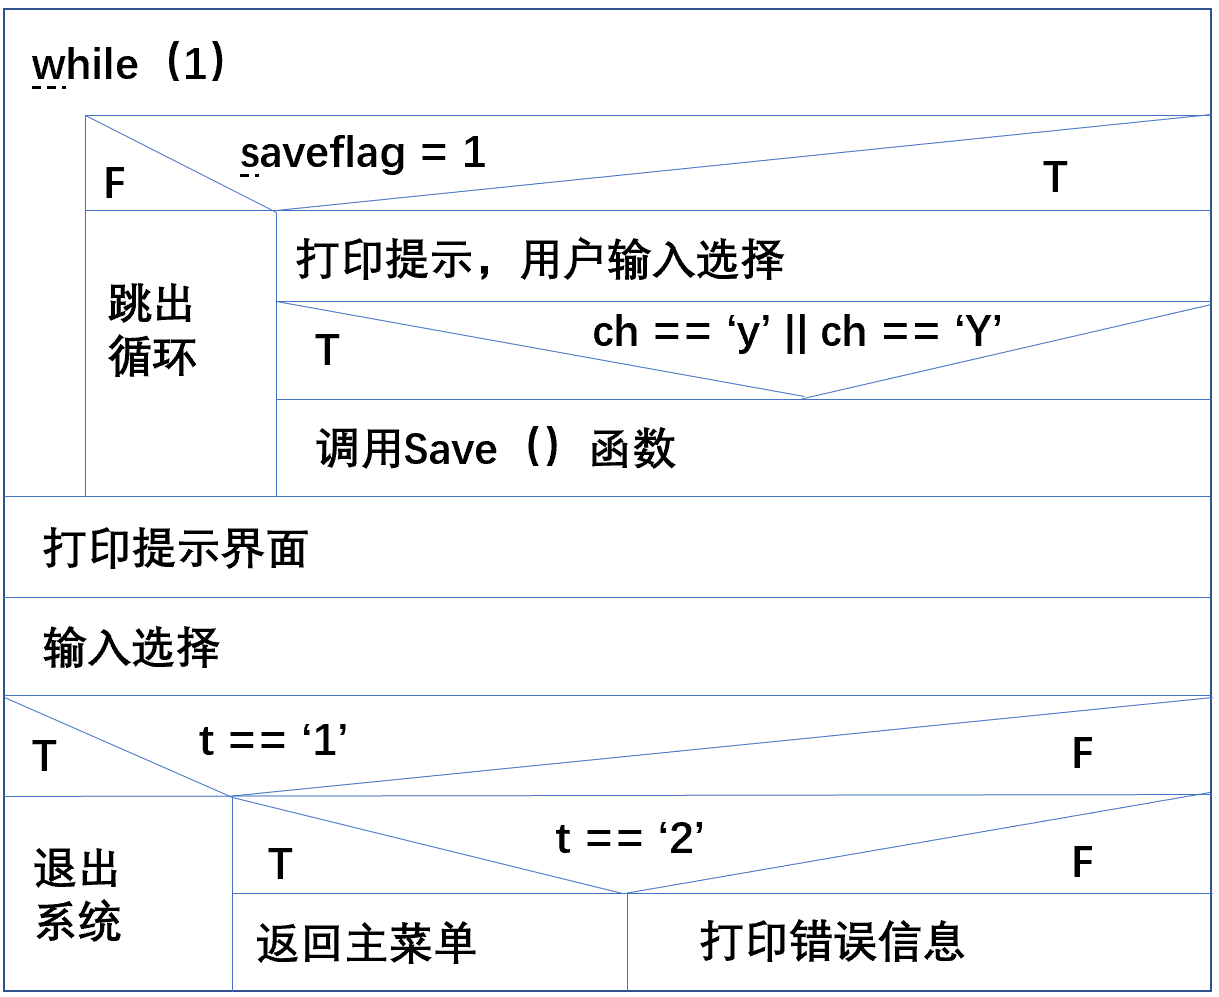 while（1）
saveflag = 1
F
T
打印提示，用户输入选择
跳出
循环
ch == ‘y’ || ch == ‘Y’
T
调用Save（）函数
打印提示界面
输入选择
t == ‘1’
T
F
t == ‘2’
T
F
退出
系统
返回主菜单
打印错误信息